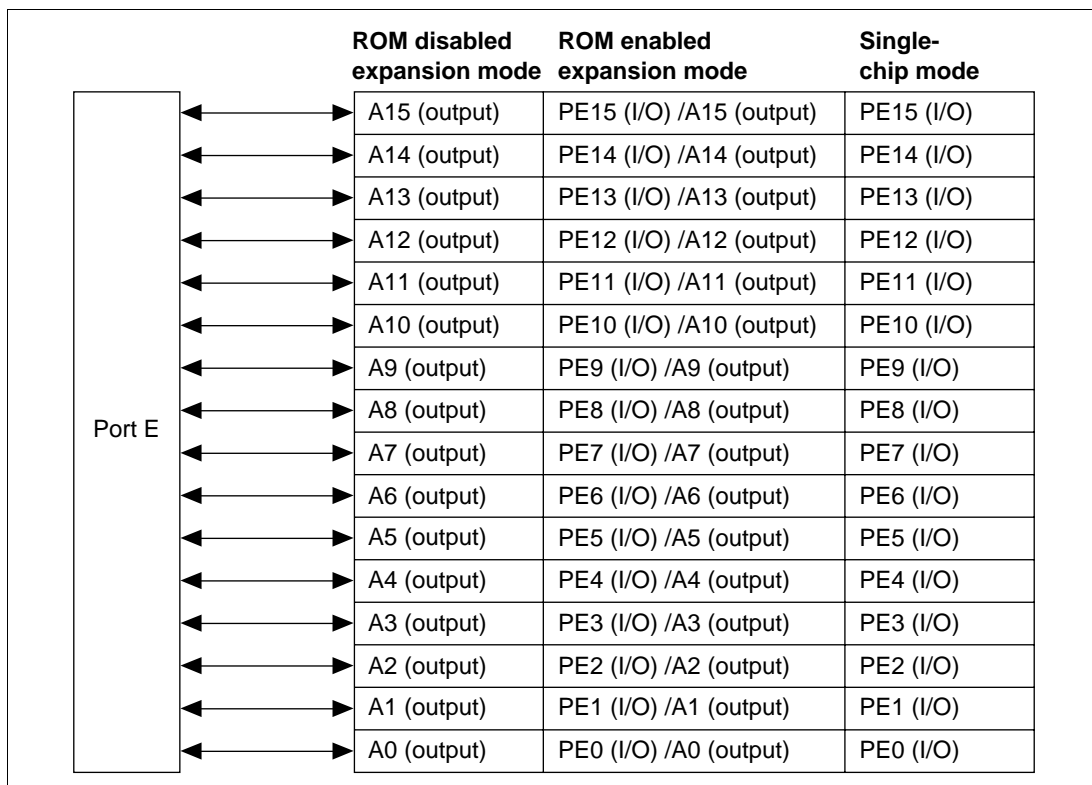 ROM disabled expansion mode ROM enabled expansion mode Single-chip mode
A15 (output) PE15 (I/O) /A15 (output) PE15 (I/O)
A14 (output) PE14 (I/O) /A14 (output) PE14 (I/O)
A13 (output) PE13 (I/O) /A13 (output) PE13 (I/O)
A12 (output) PE12 (I/O) /A12 (output) PE12 (I/O)
A11 (output) PE11 (I/O) /A11 (output) PE11 (I/O)
A10 (output) PE10 (I/O) /A10 (output) PE10 (I/O)
A9 (output) PE9 (I/O) /A9 (output) PE9 (I/O)
A8 (output) PE8 (I/O) /A8 (output) PE8 (I/O)
Port E
A7 (output) PE7 (I/O) /A7 (output) PE7 (I/O)
A6 (output) PE6 (I/O) /A6 (output) PE6 (I/O)
A5 (output) PE5 (I/O) /A5 (output) PE5 (I/O)
A4 (output) PE4 (I/O) /A4 (output) PE4 (I/O)
A3 (output) PE3 (I/O) /A3 (output) PE3 (I/O)
A2 (output) PE2 (I/O) /A2 (output) PE2 (I/O)
A1 (output) PE1 (I/O) /A1 (output) PE1 (I/O)
A0 (output) PE0 (I/O) /A0 (output) PE0 (I/O)